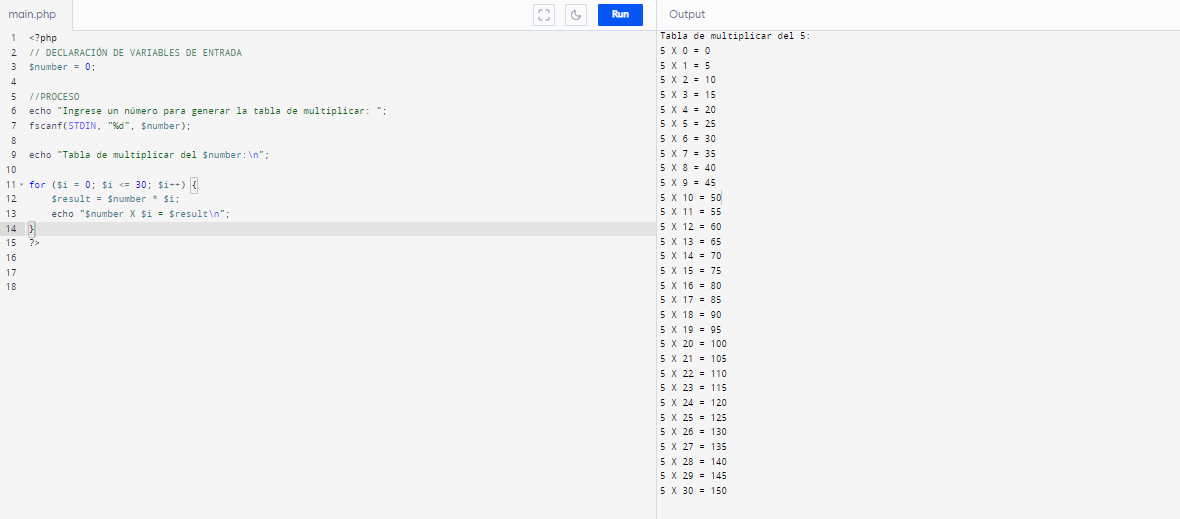 main.php
Run
Output
1 <?php
2 // DECLARACIÓN DE VARIABLES DE ENTRADA
3 $number = 0;
4
5 //PROCESO
6 echo "Ingrese un número para generar la tabla de multiplicar: ";
7 fscanf(STDIN, "%d", $number);
8
9 echo "Tabla de multiplicar del $number:\n";
10
11 for ($i = 0; $i <= 30; $i++) {
12     $result = $number * $i;
13     echo "$number X $i = $result\n";
14 }
15 ?>
16
17
18
Tabla de multiplicar del 5:
5 X 0 = 0
5 X 1 = 5
5 X 2 = 10
5 X 3 = 15
5 X 4 = 20
5 X 5 = 25
5 X 6 = 30
5 X 7 = 35
5 X 8 = 40
5 X 9 = 45
5 X 10 = 50
5 X 11 = 55
5 X 12 = 60
5 X 13 = 65
5 X 14 = 70
5 X 15 = 75
5 X 16 = 80
5 X 17 = 85
5 X 18 = 90
5 X 19 = 95
5 X 20 = 100
5 X 21 = 105
5 X 22 = 110
5 X 23 = 115
5 X 24 = 120
5 X 25 = 125
5 X 26 = 130
5 X 27 = 135
5 X 28 = 140
5 X 29 = 145
5 X 30 = 150